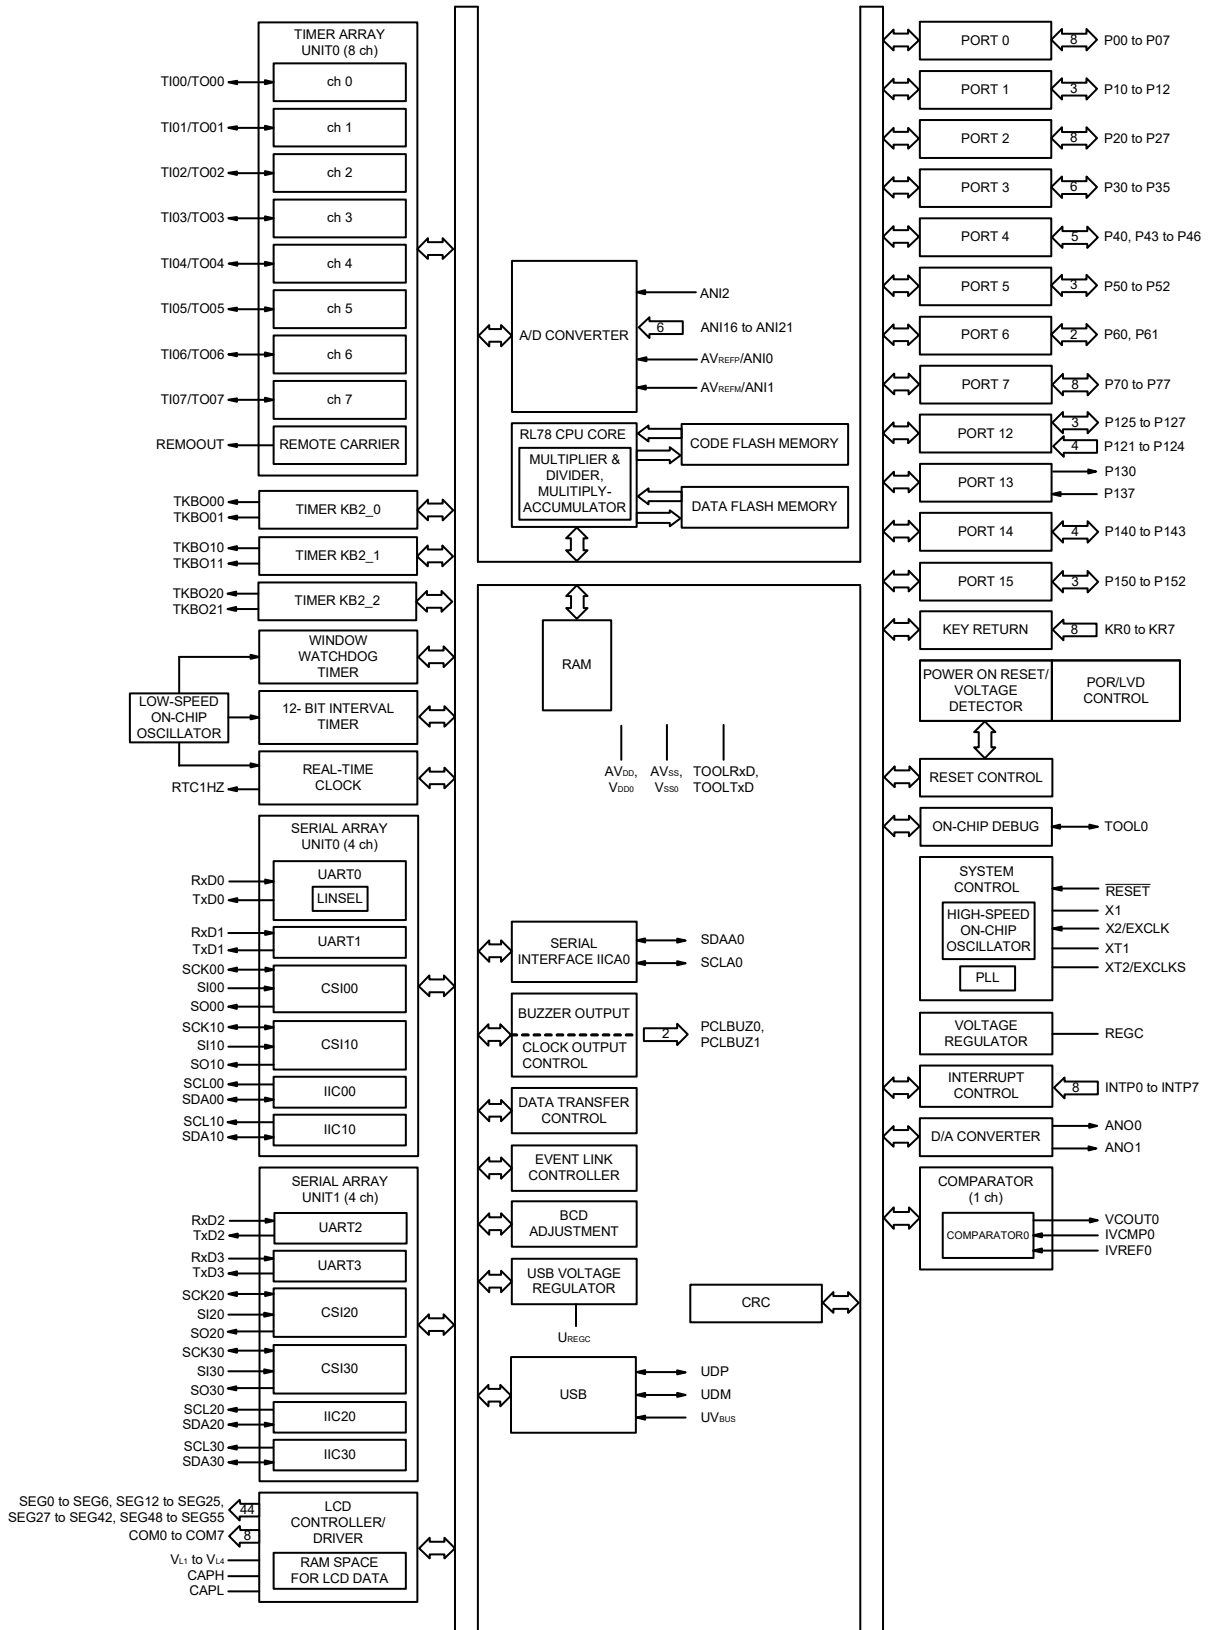 TIMER ARRAY
UNIT0 (8 ch)
TI00/TO00
ch 0
TI01/TO01
ch 1
TI02/TO02
ch 2
TI03/TO03
ch 3
TI04/TO04
ch 4
TI05/TO05
ch 5
TI06/TO06
ch 6
TI07/TO07
ch 7
REMOOUT
REMOTE CARRIER
TKBO00
TKBO01
TIMER KB2_0
TKBO10
TKBO11
TIMER KB2_1
TKBO20
TKBO21
TIMER KB2_2
WINDOW
WATCHDOG
TIMER
LOW-SPEED
ON-CHIP
OSCILLATOR
12- BIT INTERVAL
TIMER
REAL-TIME
CLOCK
RTC1HZ
SERIAL ARRAY
UNIT0 (4 ch)
RxD0
TxD0
UART0
LINSEL
RxD1
TxD1
UART1
SCK00
SI00
SO00
CSI00
SCK10
SI10
SO10
CSI10
SCL00
SDA00
IIC00
SCL10
SDA10
IIC10
SERIAL ARRAY
UNIT1 (4 ch)
RxD2
TxD2
UART2
RxD3
TxD3
UART3
SCK20
SI20
SO20
CSI20
SCK30
SI30
SO30
CSI30
SCL20
SDA20
IIC20
SCL30
SDA30
IIC30
SEG0 to SEG6, SEG12 to SEG25,
SEG27 to SEG42, SEG48 to SEG55
44
COM0 to COM7
8
VL1 to VL4
CAPH
CAPL
LCD
CONTROLLER/
DRIVER
RAM SPACE
FOR LCD DATA
A/D CONVERTER
ANI2
6
ANI16 to ANI21
AVREFP/ANI0
AVREFM/ANI1
RL78 CPU CORE
MULTIPLIER &
DIVIDER,
MULITIPLY-
ACCUMULATOR
CODE FLASH MEMORY
DATA FLASH MEMORY
RAM
AVDD,
VDD0
AVSS,
VSS0
TOOLRxD,
TOOLTxD
SERIAL
INTERFACE IICA0
SDAA0
SCLA0
BUZZER OUTPUT
CLOCK OUTPUT
CONTROL
2
PCLBUZ0,
PCLBUZ1
DATA TRANSFER
CONTROL
EVENT LINK
CONTROLLER
BCD
ADJUSTMENT
USB VOLTAGE
REGULATOR
UREGC
CRC
USB
UDP
UDM
UVBUS
PORT 0
8
P00 to P07
PORT 1
3
P10 to P12
PORT 2
8
P20 to P27
PORT 3
6
P30 to P35
PORT 4
5
P40, P43 to P46
PORT 5
3
P50 to P52
PORT 6
2
P60, P61
PORT 7
8
P70 to P77
PORT 12
3
P125 to P127
4
P121 to P124
PORT 13
P130
P137
PORT 14
4
P140 to P143
PORT 15
3
P150 to P152
KEY RETURN
8
KR0 to KR7
POWER ON RESET/
VOLTAGE
DETECTOR
POR/LVD
CONTROL
RESET CONTROL
ON-CHIP DEBUG
TOOL0
SYSTEM
CONTROL
HIGH-SPEED
ON-CHIP
OSCILLATOR
PLL
RESET
X1
X2/EXCLK
XT1
XT2/EXCLKS
VOLTAGE
REGULATOR
REGC
INTERRUPT
CONTROL
8
INTP0 to INTP7
D/A CONVERTER
ANO0
ANO1
COMPARATOR
(1 ch)
COMPARATOR0
VCOUT0
IVCMP0
IVREF0